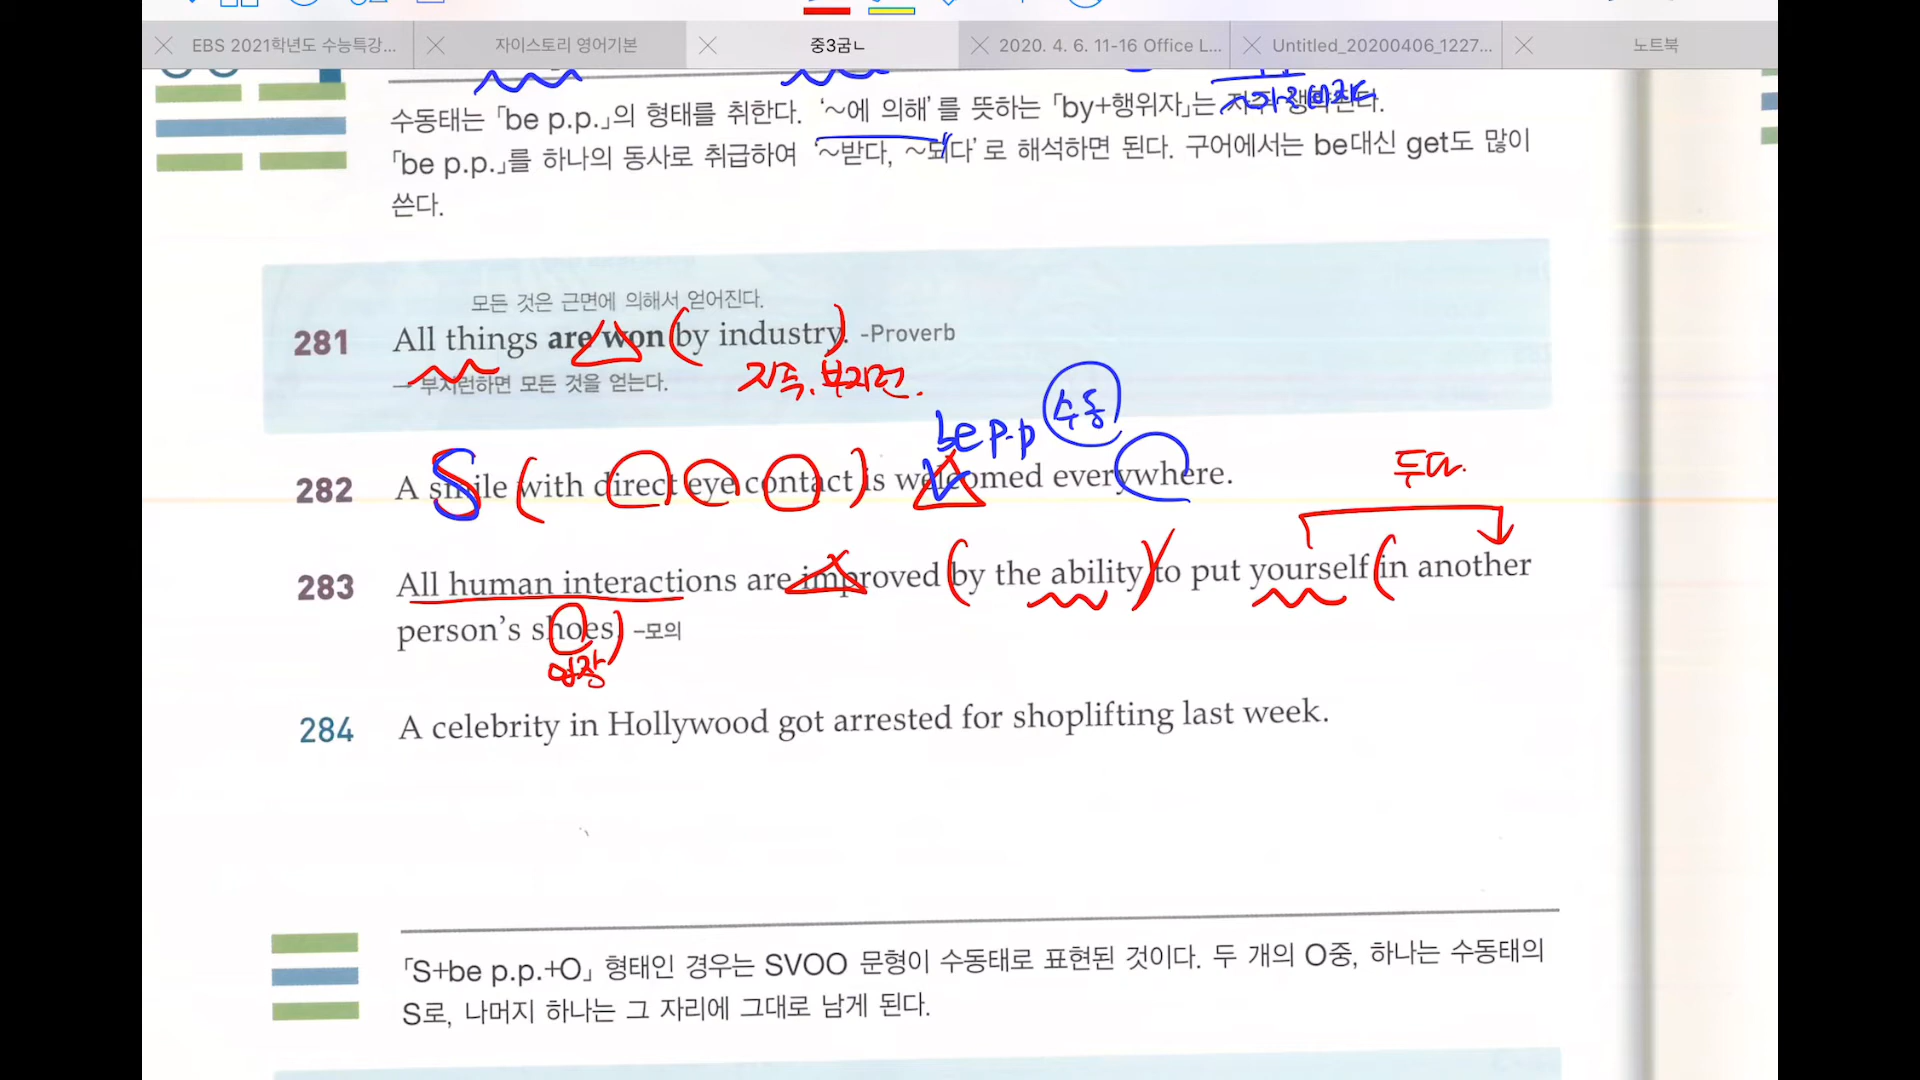 EBS 2021학년도 수능특강...
자이스토리 영어기본
중3굼ㄴ
2020. 4. 6. 11-16 Office L...
Untitled_20200406_1227...
노트북
수동태는 「be p.p.」의 형태를 취한다. ‘~에 의해’를 뜻하는 「by+행위자」는 자주 생략된다.
「be p.p.」를 하나의 동사로 취급하여 ‘~받다, ~되다’로 해석하면 된다. 구어에서는 be대신 get도 많이
쓴다.
모든 것은 근면에 의해서 얻어진다.
281 All things are won by industry. -Proverb
→ 부지런하면 모든 것을 얻는다.
지속, 부지런.
be p.p 수동
282 A smile with direct eye contact is welcomed everywhere.
S
V
두다.
283 All human interactions are improved by the ability to put yourself in another
person’s shoes. –모의
입장
284 A celebrity in Hollywood got arrested for shoplifting last week.
「S+be p.p.+O」 형태인 경우는 SVOO 문형이 수동태로 표현된 것이다. 두 개의 O중, 하나는 수동태의
S로, 나머지 하나는 그 자리에 그대로 남게 된다.